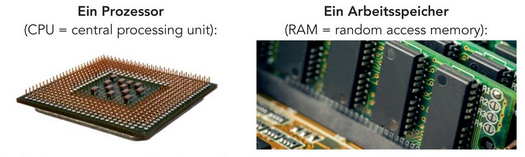 Ein Prozessor
(CPU = central processing unit):
Ein Arbeitsspeicher
(RAM = random access memory):